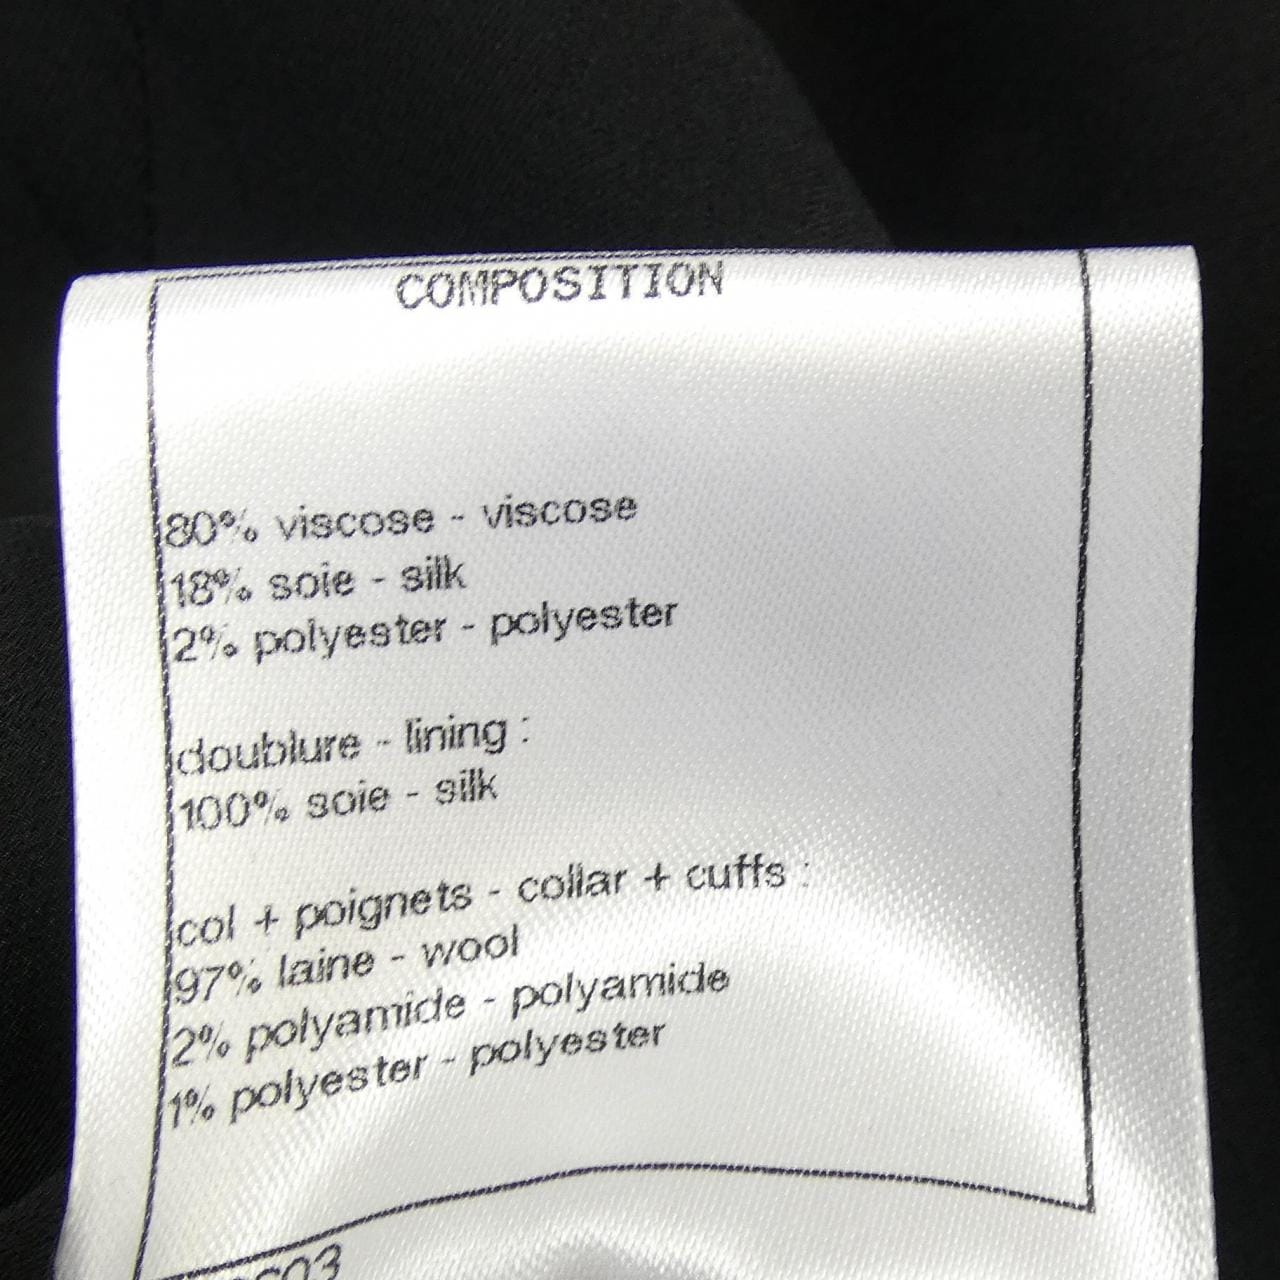 COMPOSITION
80% viscose - viscose
18% soie - silk
2% polyester - polyester
doublure - lining :
100% soie - silk
col + poignets - collar + cuffs :
97% laine - wool
2% polyamide - polyamide
1% polyester - polyester